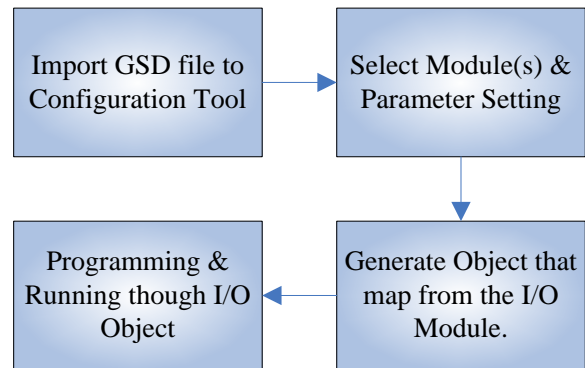 Import GSD file to
Configuration Tool
Select Module(s) &
Parameter Setting
Generate Object that
map from the I/O
Module.
Programming &
Running though I/O
Object